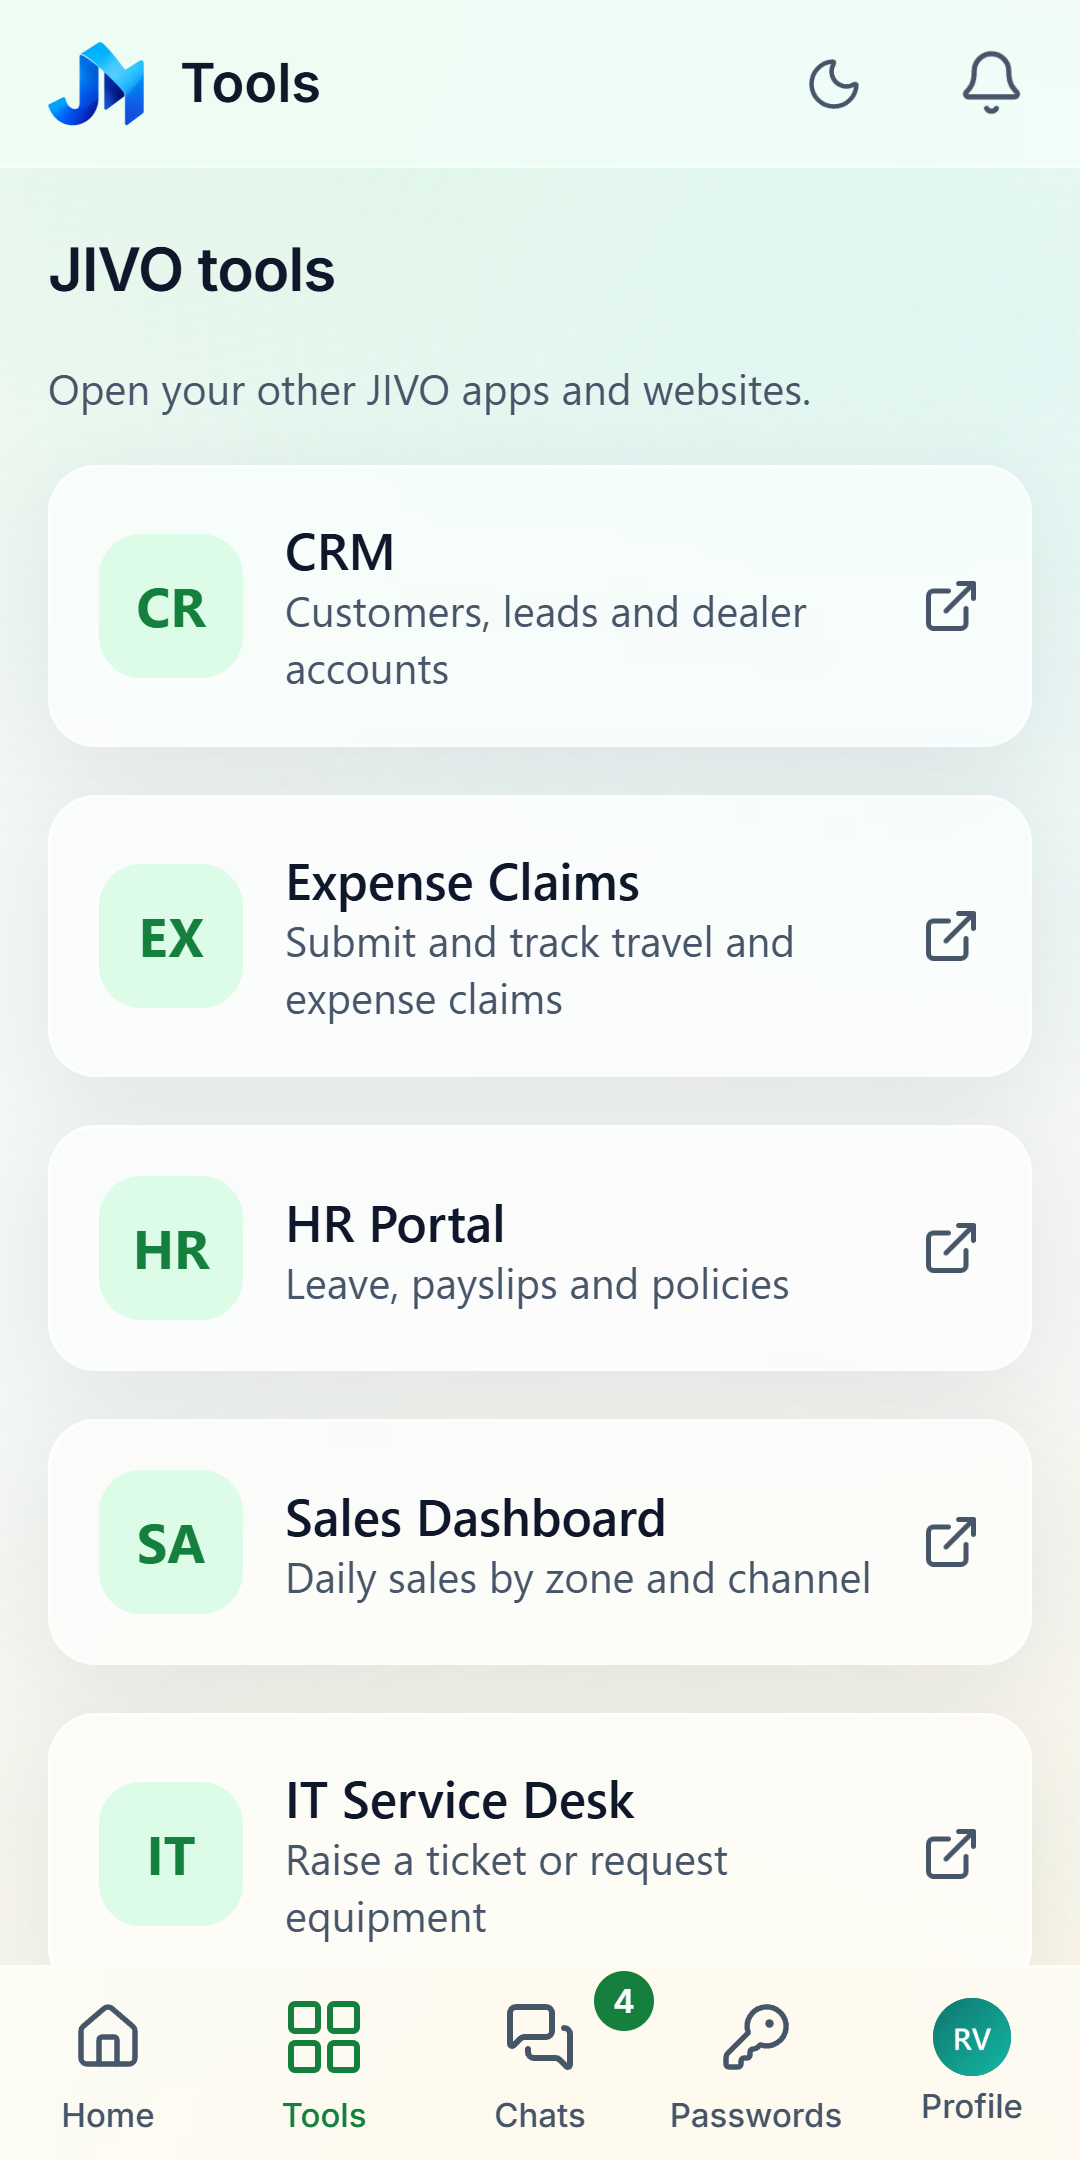 JM
Tools
JIVO tools
Open your other JIVO apps and websites.
CR
CRM
Customers, leads and dealer
accounts
EX
Expense Claims
Submit and track travel and
expense claims
HR
HR Portal
Leave, payslips and policies
SA
Sales Dashboard
Daily sales by zone and channel
IT
IT Service Desk
Raise a ticket or request
equipment
4
RV
Home
Tools
Chats
Passwords
Profile